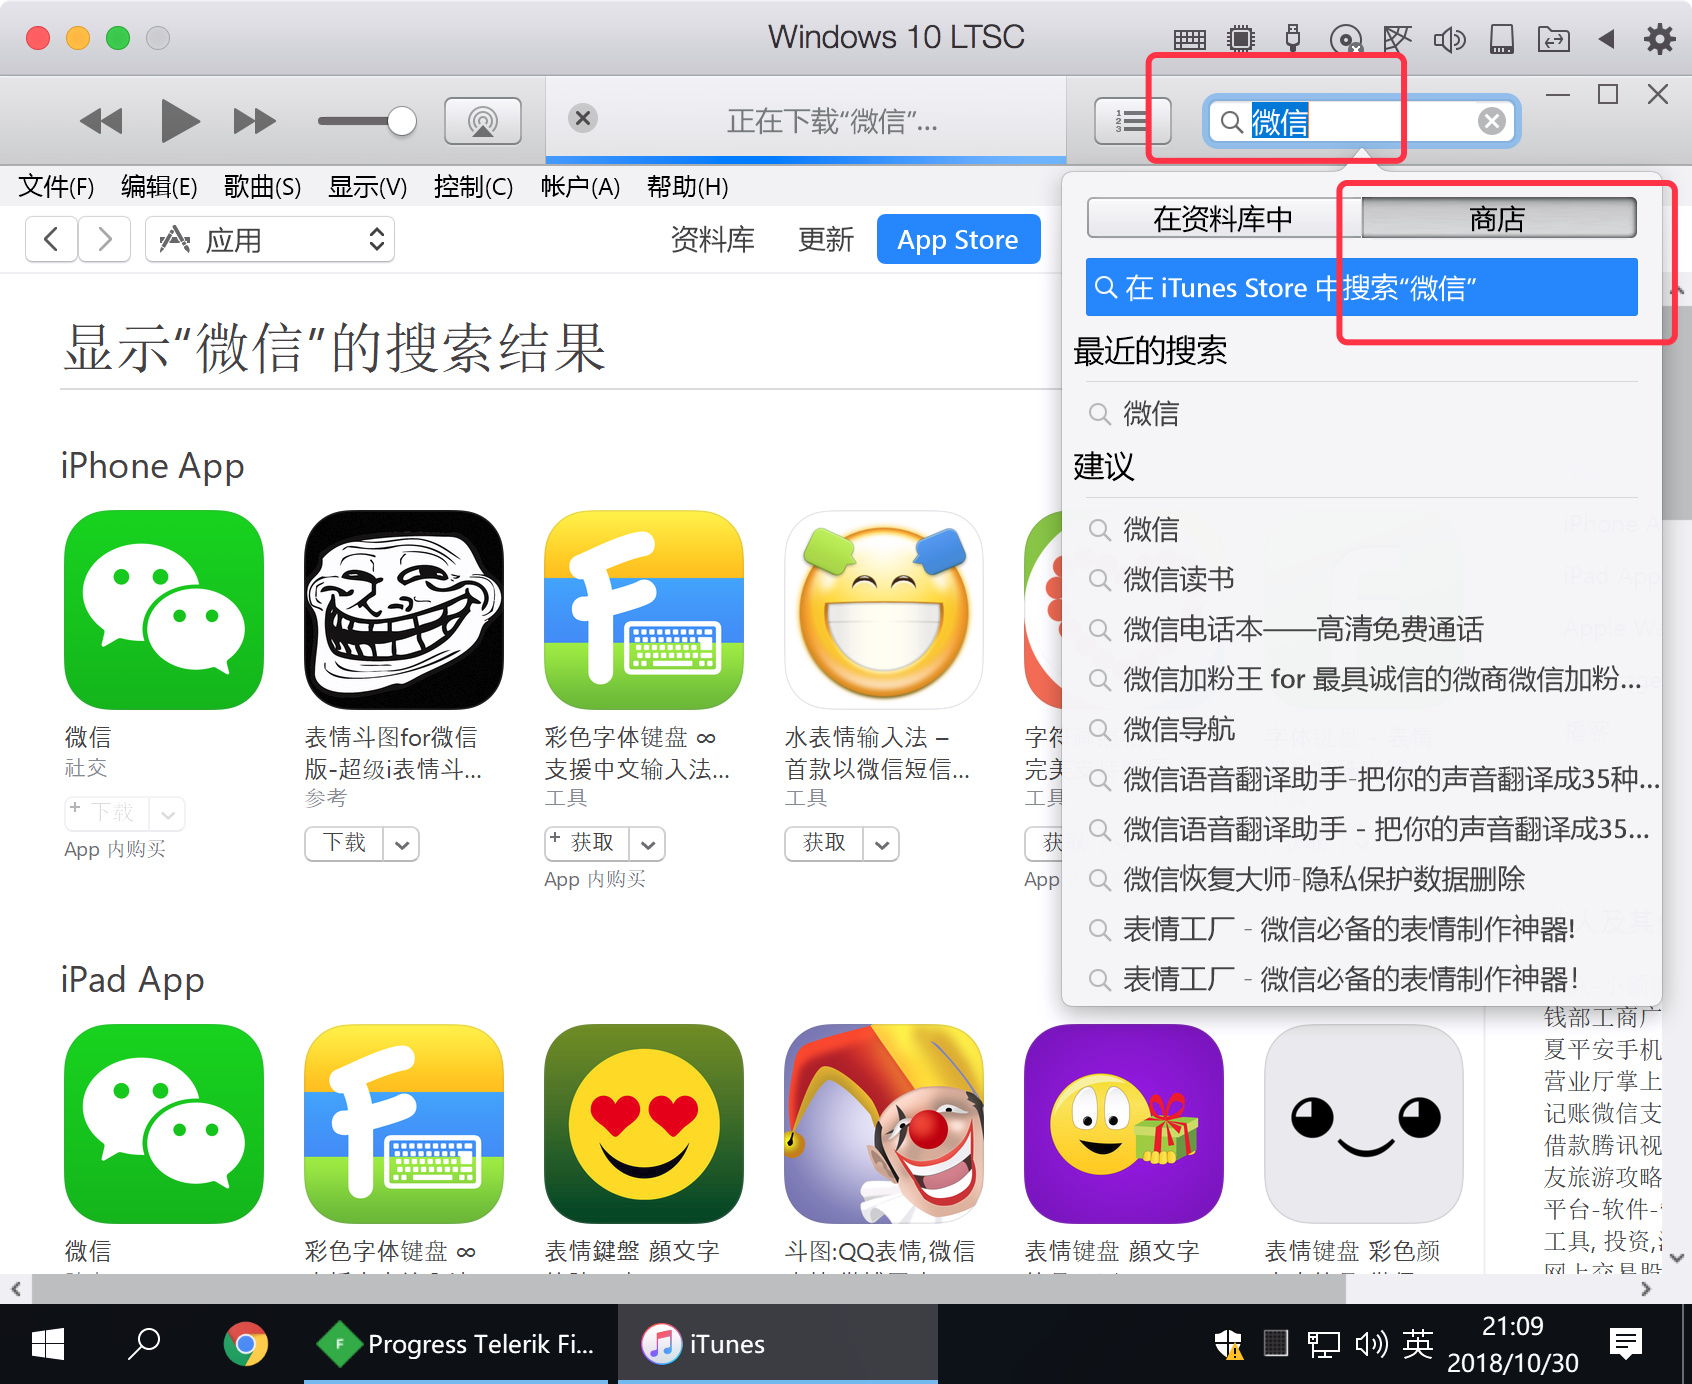 Windows 10 LTSC
正在下载“微信”...
微信
文件(F) 编辑(E) 歌曲(S) 显示(V) 控制(C) 帐户(A) 帮助(H)
应用
资料库 更新 App Store
在资料库中 商店
在 iTunes Store 中搜索“微信”
最近的搜索
微信
建议
微信
微信读书
微信电话本——高清免费通话
微信加粉王 for 最具诚信的微商微信加粉...
微信导航
微信语音翻译助手-把你的声音翻译成35种...
微信语音翻译助手 - 把你的声音翻译成35...
微信恢复大师-隐私保护数据删除
表情工厂 - 微信必备的表情制作神器!
表情工厂 - 微信必备的表情制作神器!
显示“微信”的搜索结果
iPhone App
微信
社交
+ 下载
App 内购买
表情斗图for微信
版-超级i表情斗...
参考
下载
彩色字体键盘 ∞
支援中文输入法...
工具
+ 获取
App 内购买
水表情输入法 –
首款以微信短信...
工具
获取
字符
完美
工具
获
App
iPad App
微信
彩色字体键盘 ∞
表情鍵盤 顔文字
斗图:QQ表情,微信
表情键盘 颜文字
表情键盘 彩色颜
钱部工商广
夏平安手机
营业厅掌上
记账微信支
借款腾讯视
友旅游攻略
平台-软件-
工具, 投资,
网上交易股
Progress Telerik Fi...
iTunes
英
21:09
2018/10/30